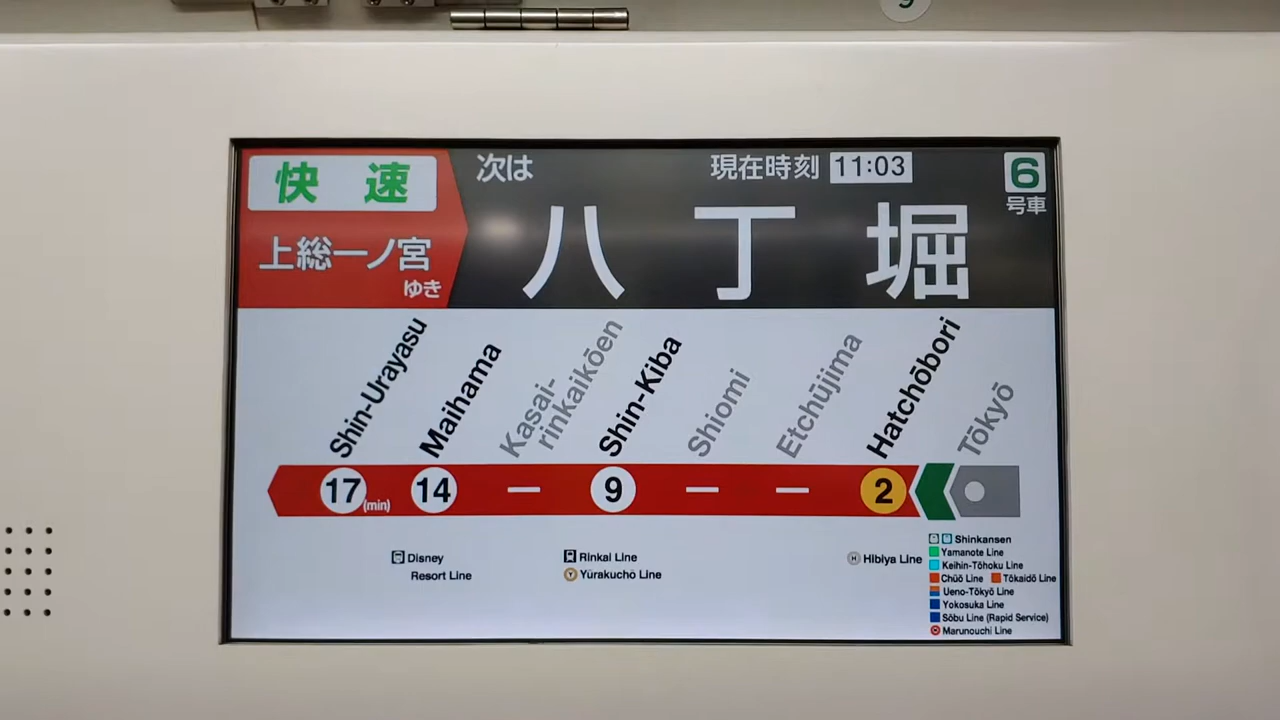 9
快速
次は
現在時刻 11:03
6
号車
上総一ノ宮
ゆき
八丁堀
Shin-Urayasu
Maihama
Kasai-
rinkaikōen
Shin-Kiba
Shiomi
Etchūjima
Hatchōbori
Tōkyō
17 (min) 14 9 2
Disney
Resort Line
Rinkai Line
Y Yūrakuchō Line
H Hibiya Line
Shinkansen
Yamanote Line
Keihin-Tōhoku Line
Chūō Line Tōkaidō Line
Ueno-Tōkyō Line
Yokosuka Line
Sōbu Line (Rapid Service)
Marunouchi Line